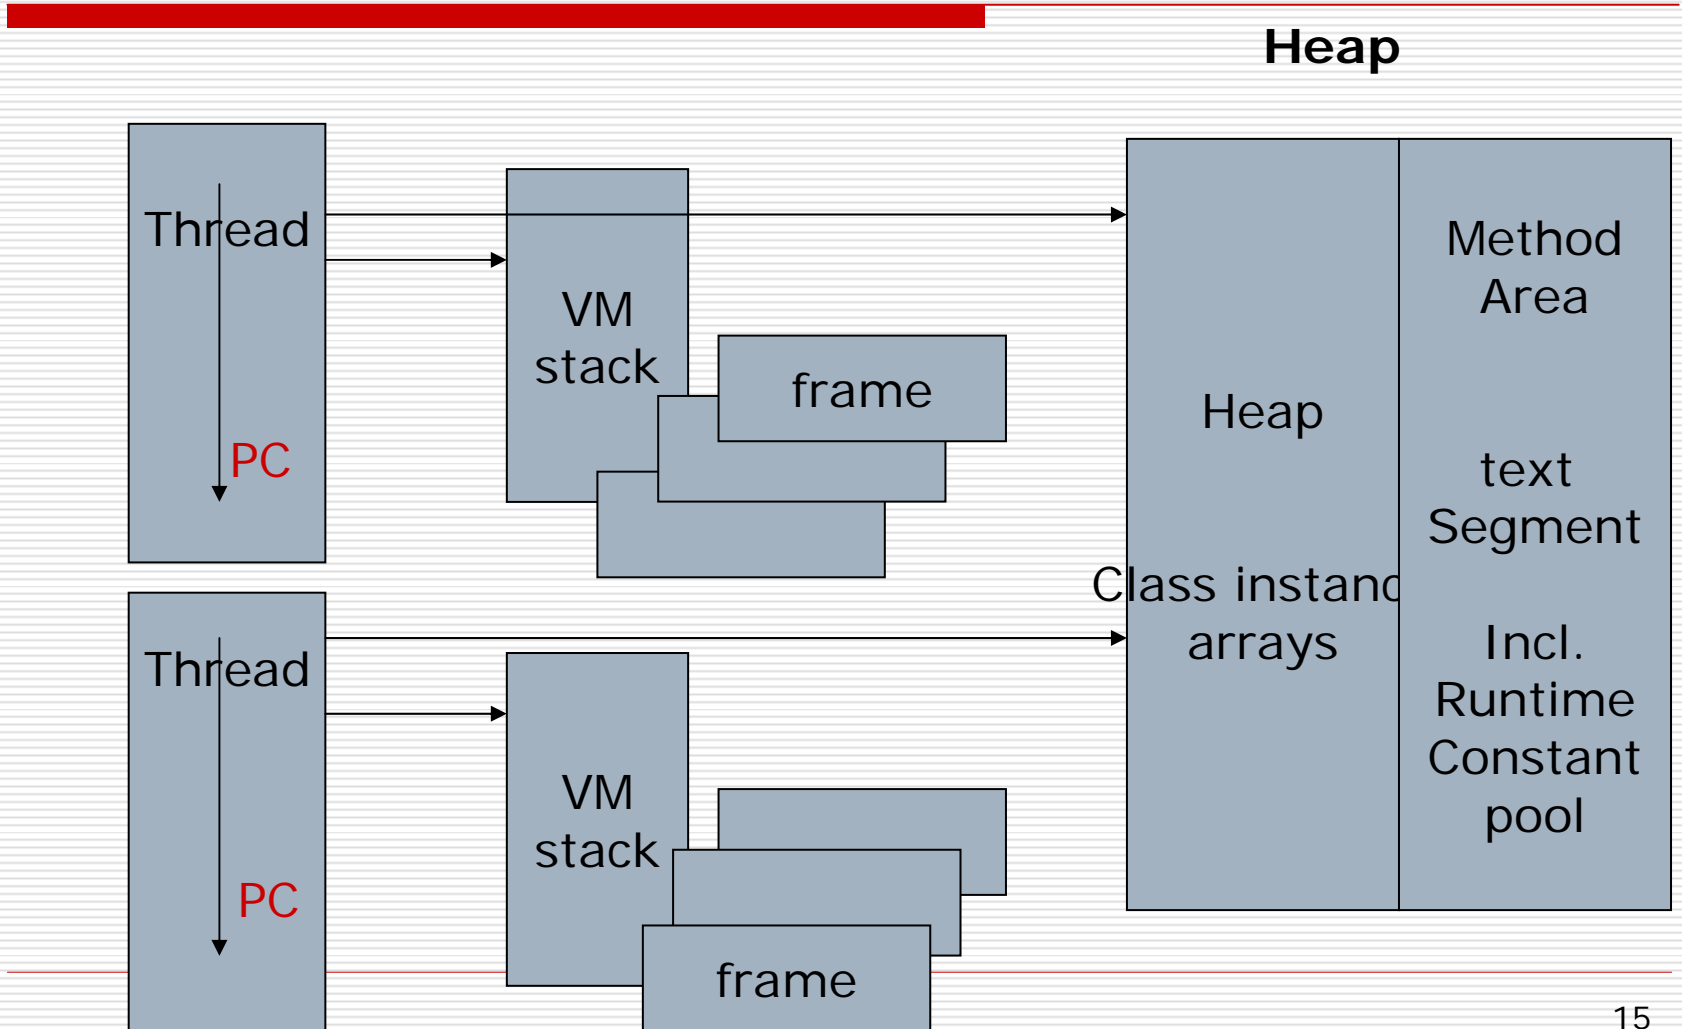 Heap
Thread
PC
VM
stack
frame
Thread
PC
VM
stack
frame
Heap
Class instanc
arrays
Method
Area
text
Segment
Incl.
Runtime
Constant
pool
15